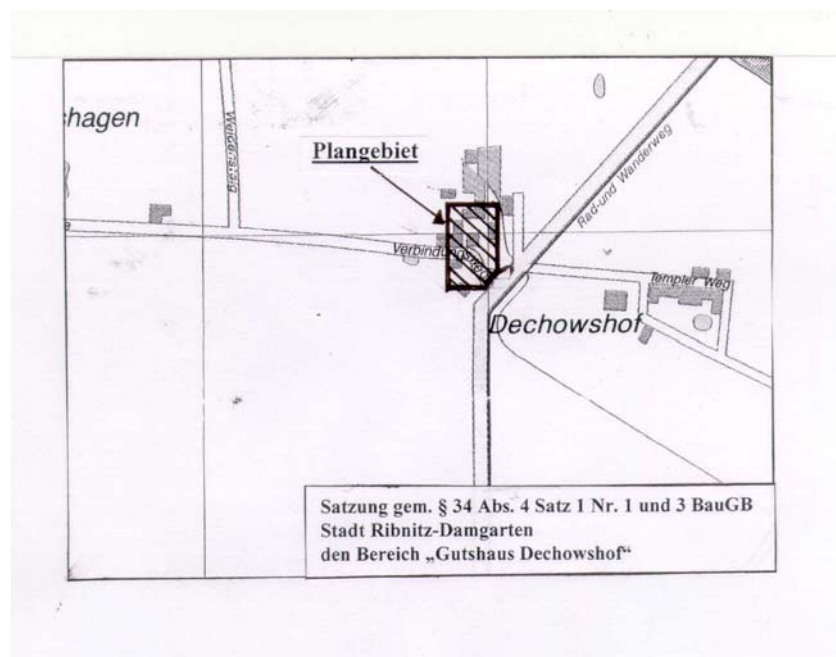 hagen
Wendensteig
Plangebiet
Rad-und Wanderweg
Templer Weg
Dechowshof
Satzung gem. § 34 Abs. 4 Satz 1 Nr. 1 und 3 BauGB
Stadt Ribnitz-Damgarten
den Bereich „Gutshaus Dechowshof“